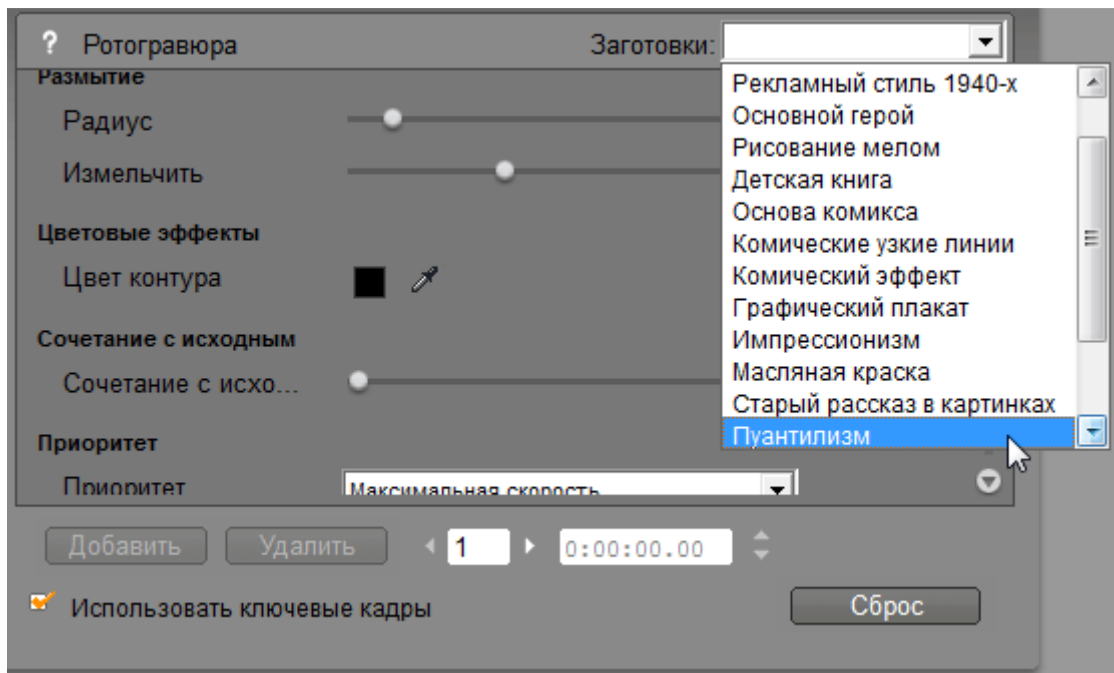 ? Ротогравюра Заготовки:
Размытие
Радиус
Измельчить
Цветовые эффекты
Цвет контура
Сочетание с исходным
Сочетание с исхо...
Приоритет
Приоритет Максимальная скорость
Рекламный стиль 1940-х
Основной герой
Рисование мелом
Детская книга
Основа комикса
Комические узкие линии
Комический эффект
Графический плакат
Импрессионизм
Масляная краска
Старый рассказ в картинках
Пуантилизм
Добавить Удалить 1 0:00:00.00
Использовать ключевые кадры Сброс